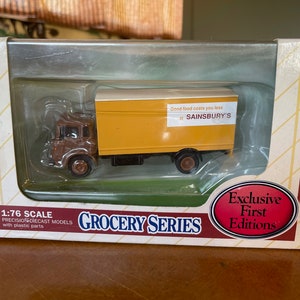 Good food costs you less
at SAINSBURY'S
1:76 SCALE
PRECISION DIECAST MODELS
with plastic parts
GROCERY SERIES
Exclusive
First
Editions